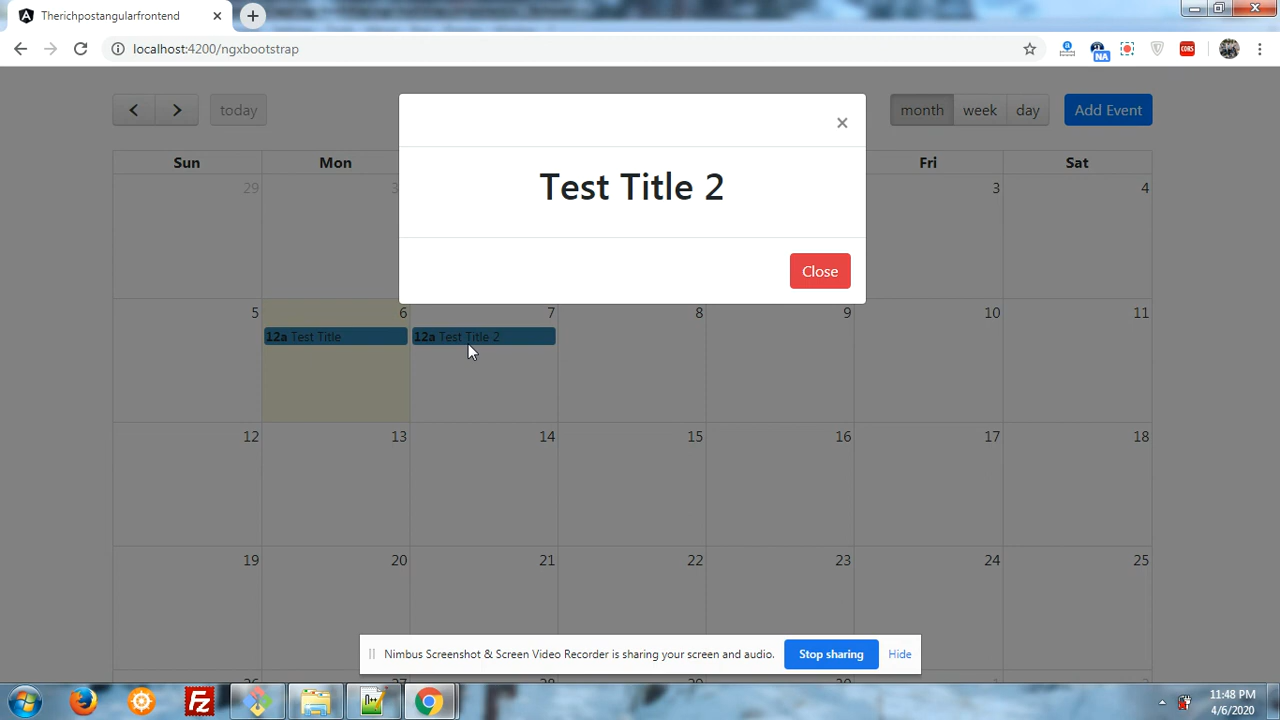 Therichpostangularfrontend
localhost:4200/ngxbootstrap
NA
CORS
today
month week day
Add Event
×
Test Title 2
Close
Sun Mon Fri Sat
29 3 3 4
5 6 7 8 9 10 11
12a Test Title
12a Test Title 2
12 13 14 15 16 17 18
19 20 21 22 23 24 25
Nimbus Screenshot & Screen Video Recorder is sharing your screen and audio.
Stop sharing
Hide
11:48 PM
4/6/2020